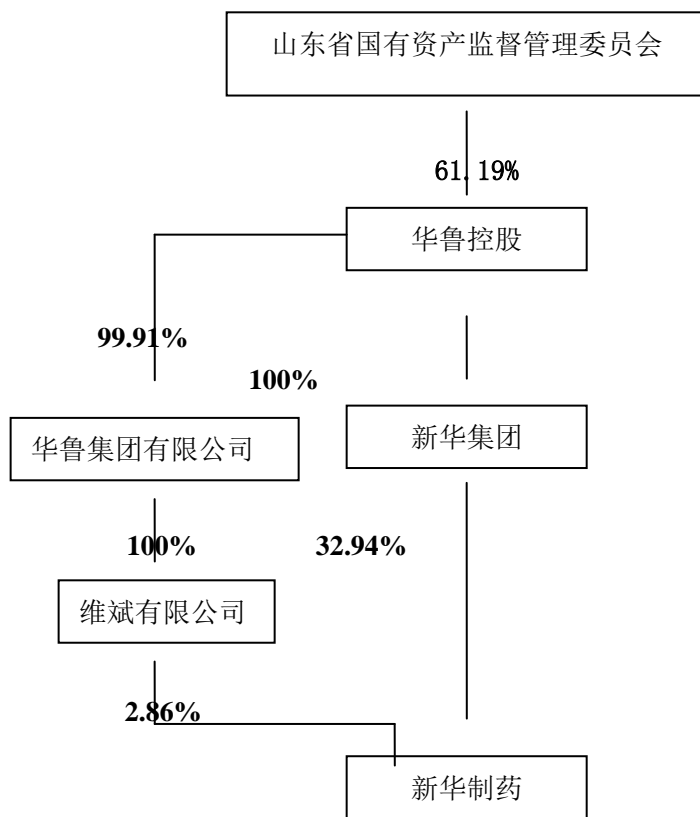 山东省国有资产监督管理委员会
61.19%
华鲁控股
99.91%
100%
华鲁集团有限公司
新华集团
100%
32.94%
维斌有限公司
2.86%
新华制药